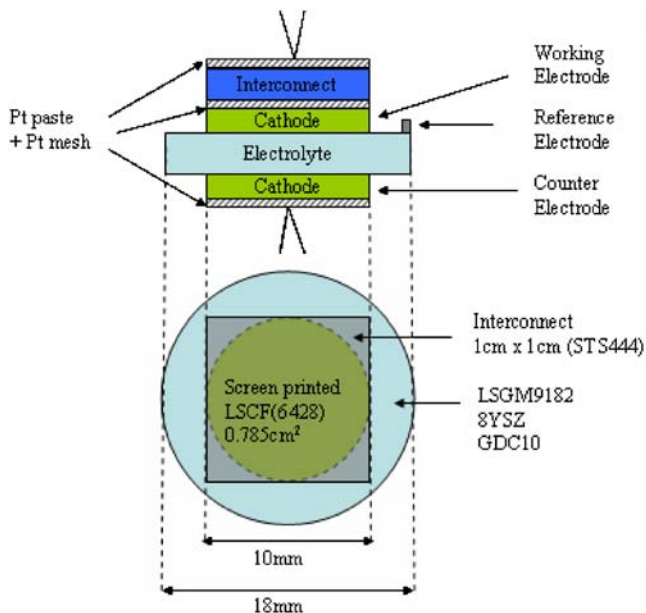 Working
Electrode
Interconnect
Pt paste
+ Pt mesh
Cathode
Reference
Electrode
Electrolyte
Cathode
Counter
Electrode
Interconnect
1cm x 1cm (STS444)
Screen printed
LSCF(6428)
0.785cm²
LSGM9182
8YSZ
GDC10
10mm
18mm